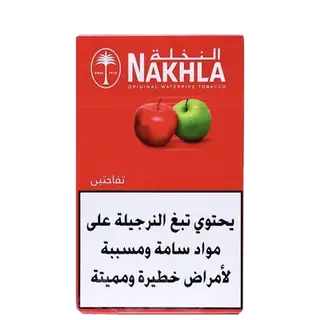 النخلة
NAKHLA
ORIGINAL WATERPIPE TOBACCO
تفاحتين
يحتوي تبغ النرجيلة على
مواد سامة ومسببة
لأمراض خطيرة ومميتة